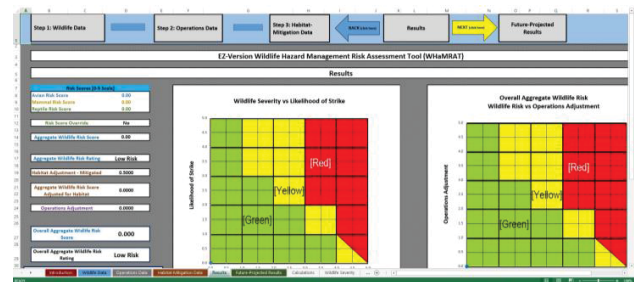 Step 1: Wildlife Data
Step 2: Operations Data
Step 3: Habitat-
Mitigation Data
BACK
Results
NEXT
Future-Projected
Results
EZ-Version Wildlife Hazard Management Risk Assessment Tool (WHaMRAT)
Results
Risk Scores (0-5 Scale)
Avian Risk Score 0.00
Mammal Risk Score 0.00
Reptile Risk Score 0.00
Risk Score Override No
Aggregate Wildlife Risk Score 0.00
Aggregate Wildlife Risk Rating Low Risk
Habitat Adjustment - Mitigated 0.5000
Aggregate Wildlife Risk Score
Adjusted for Habitat 0.0000
Operations Adjustment 0.0000
Overall Aggregate Wildlife Risk
Score 0.000
Overall Aggregate Wildlife Risk
Rating Low Risk
Wildlife Severity vs Likelihood of Strike
Likelihood of Strike
[Red]
[Yellow]
[Green]
Overall Aggregate Wildlife Risk
Wildlife Risk vs Operations Adjustment
Operations Adjustment
[Red]
[Yellow]
[Green]
Introduction
Wildlife Data
Operations Data
Habitat-Mitigation Data
Results
Future-Projected Results
Calculations
Wildlife Severity